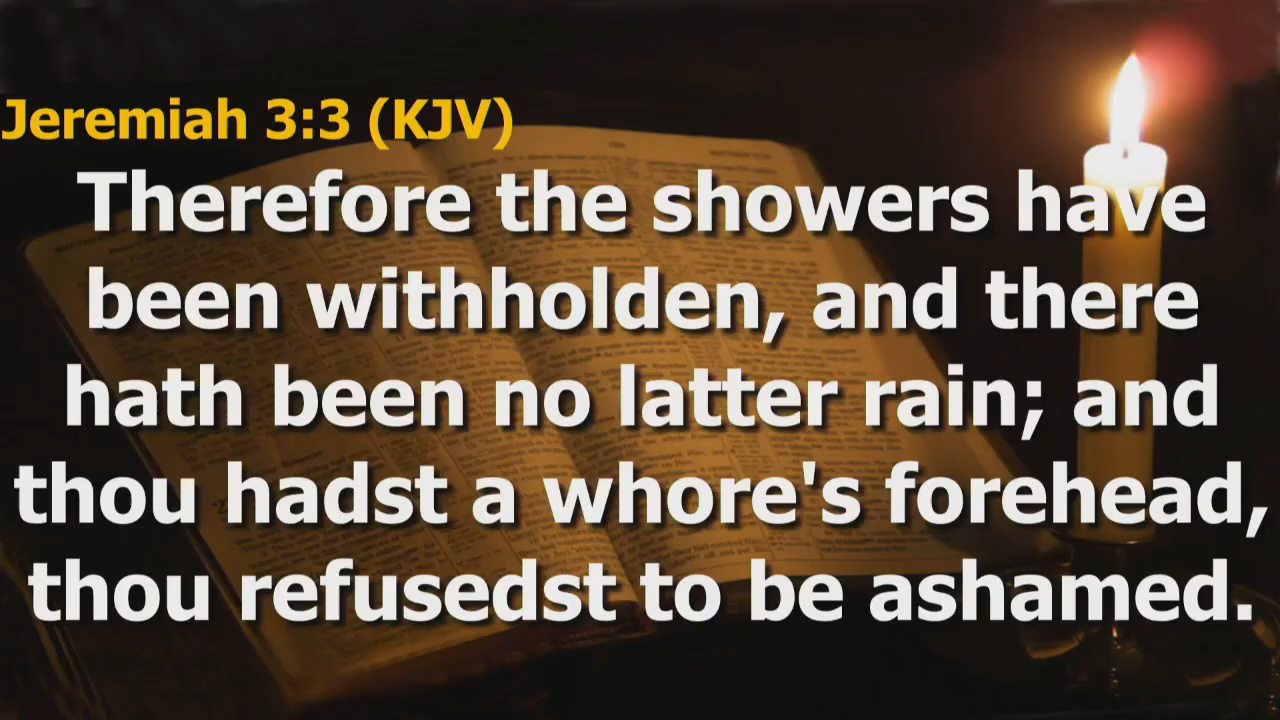 Jeremiah 3:3 (KJV)
Therefore the showers have
been withholden, and there
hath been no latter rain; and
thou hadst a whore's forehead,
thou refusedst to be ashamed.